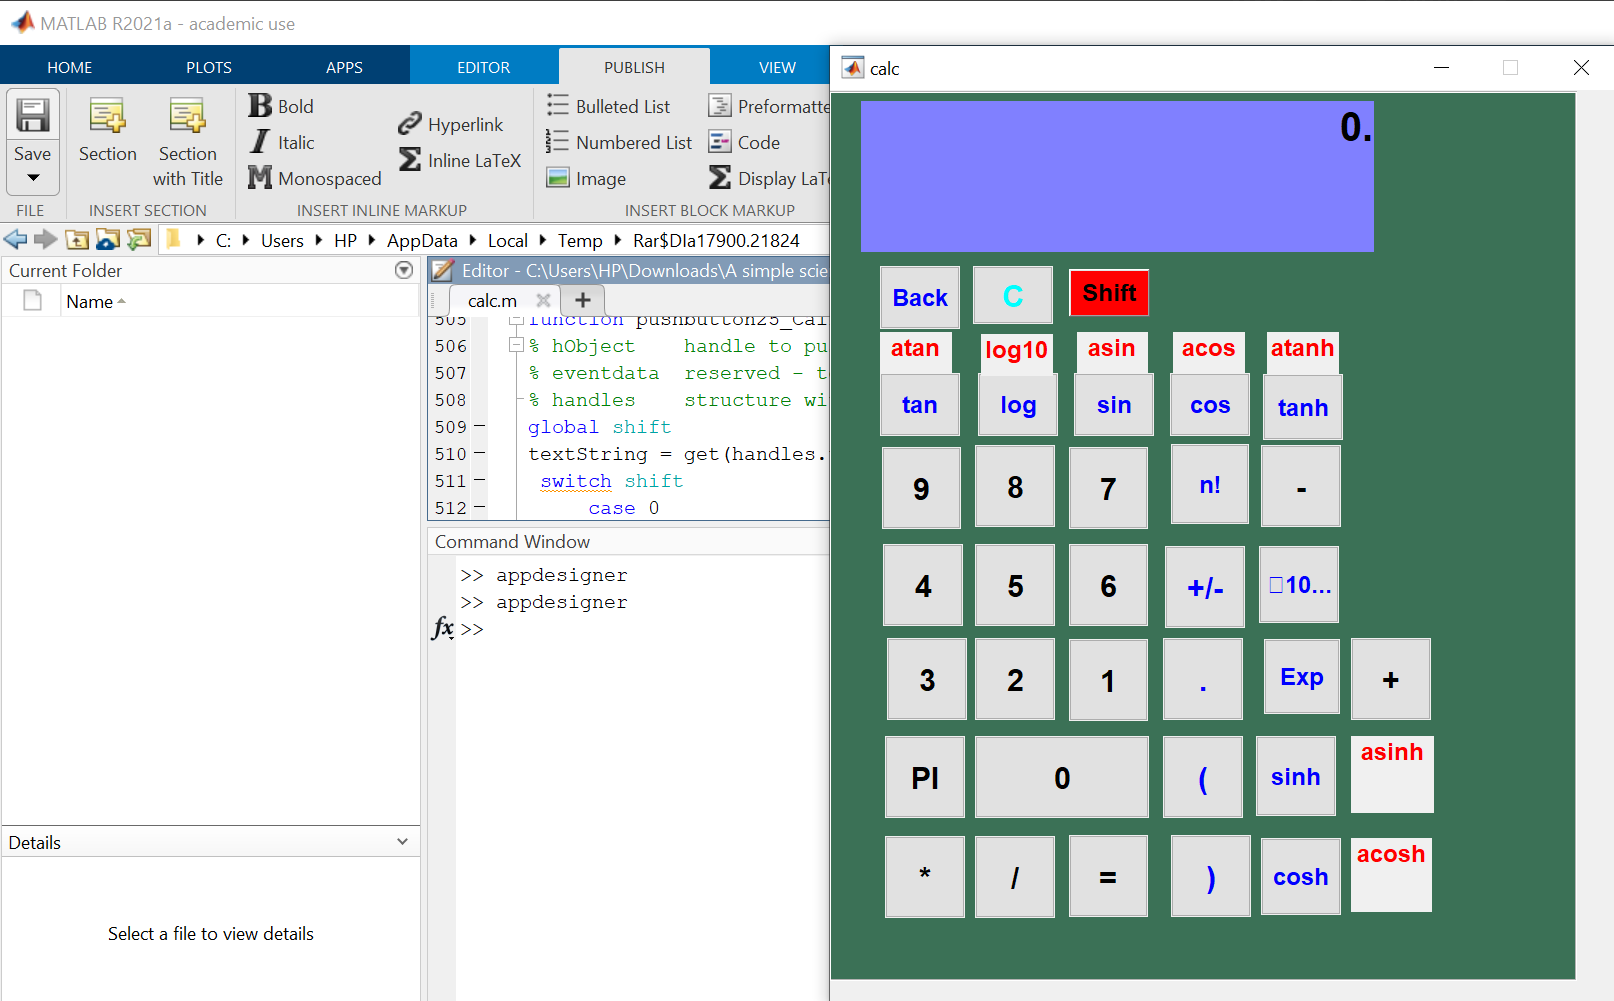 MATLAB R2021a - academic use
HOME PLOTS APPS EDITOR PUBLISH VIEW
Save
Section
Section with Title
Bold
Italic
Monospaced
Hyperlink
Inline LaTeX
Bulleted List
Numbered List
Image
Preformatte
Code
Display LaTe
FILE INSERT SECTION INSERT INLINE MARKUP INSERT BLOCK MARKUP
C: Users HP AppData Local Temp Rar$DIa17900.21824
Current Folder
Name
Details
Select a file to view details
Editor - C:\Users\HP\Downloads\A simple scie
calc.m
505 function pushbutton25_Cal
506 % hObject    handle to pu
507 % eventdata  reserved - t
508 % handles    structure wi
509 global shift
510 textString = get(handles.
511 switch shift
512 case 0
Command Window
>> appdesigner
>> appdesigner
fx >>
calc
0.
Back C Shift
atan log10 asin acos atanh
tan log sin cos tanh
9 8 7 n! -
4 5 6 +/- □10...
3 2 1 . Exp +
PI 0 ( sinh asinh
* / = ) cosh acosh